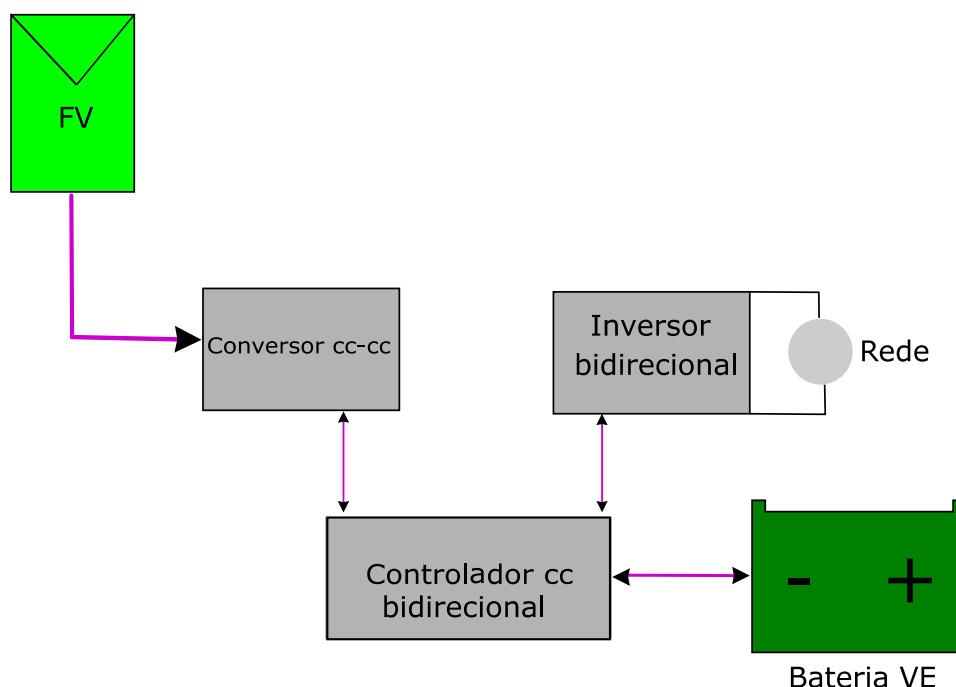 FV
Conversor cc-cc
Inversor
bidirecional
Rede
Controlador cc
bidirecional
- +
Bateria VE